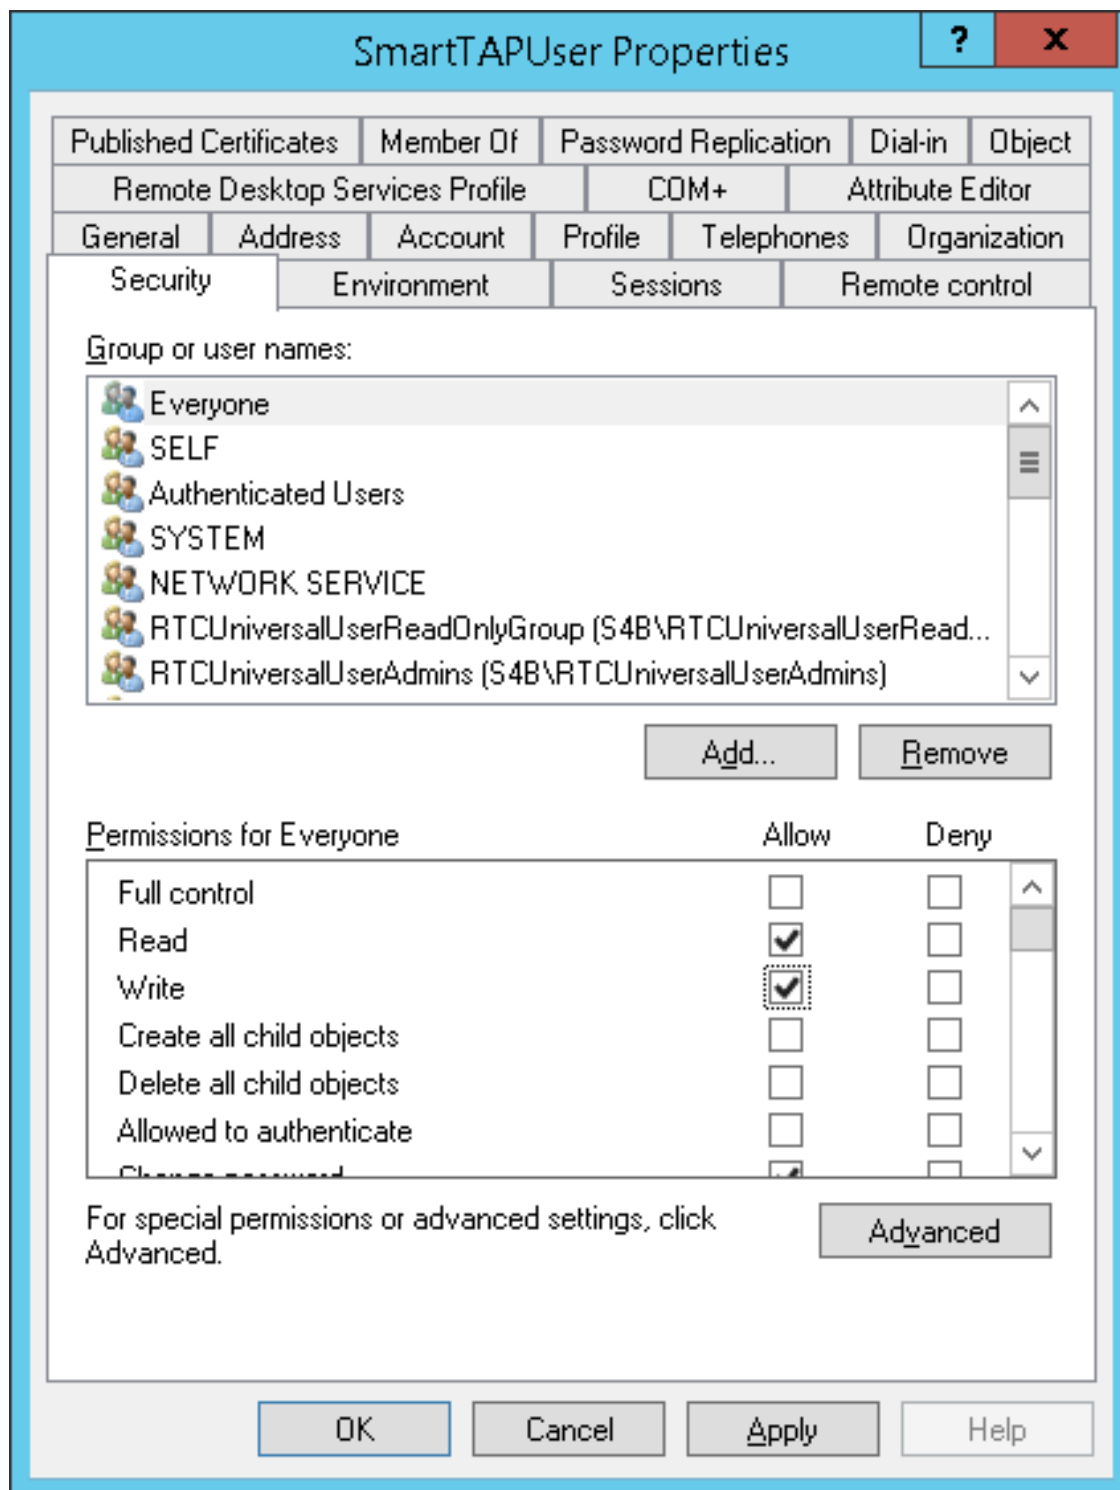 SmartTAPUser Properties ? x
Published Certificates Member Of Password Replication Dial-in Object
Remote Desktop Services Profile COM+ Attribute Editor
General Address Account Profile Telephones Organization
Security Environment Sessions Remote control
Group or user names:
Everyone
SELF
Authenticated Users
SYSTEM
NETWORK SERVICE
RTCUniversalUserReadOnlyGroup (S4B\RTCUniversalUserRead...
RTCUniversalUserAdmins (S4B\RTCUniversalUserAdmins)
Add... Remove
Permissions for Everyone Allow Deny
Full control
Read
Write
Create all child objects
Delete all child objects
Allowed to authenticate
Change password
For special permissions or advanced settings, click
Advanced.
Advanced
OK Cancel Apply Help